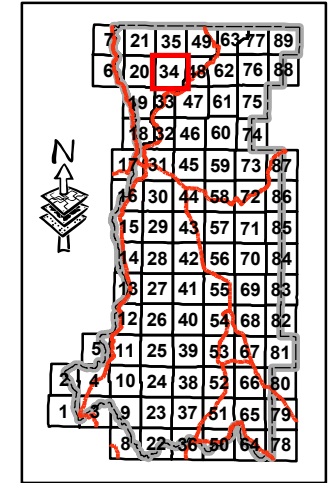 7 21 35 49 63 77 89
6 20 34 48 62 76 88
19 33 47 61 75
18 32 46 60 74
N
17 31 45 59 73 87
16 30 44 58 72 86
15 29 43 57 71 85
14 28 42 56 70 84
13 27 41 55 69 83
12 26 40 54 68 82
5 11 25 39 53 67 81
2 4 10 24 38 52 66 80
1 3 9 23 37 51 65 79
8 22 36 50 64 78